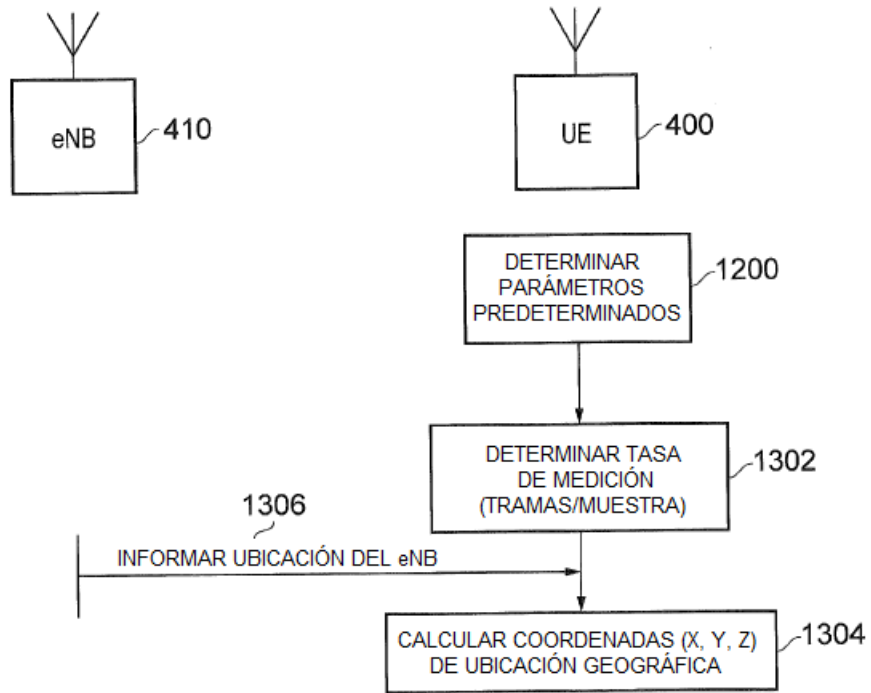 eNB
410
UE
400
DETERMINAR
PARÁMETROS
PREDETERMINADOS
1200
DETERMINAR TASA
DE MEDICIÓN
(TRAMAS/MUESTRA)
1302
1306
INFORMAR UBICACIÓN DEL eNB
CALCULAR COORDENADAS (X, Y, Z)
DE UBICACIÓN GEOGRÁFICA
1304